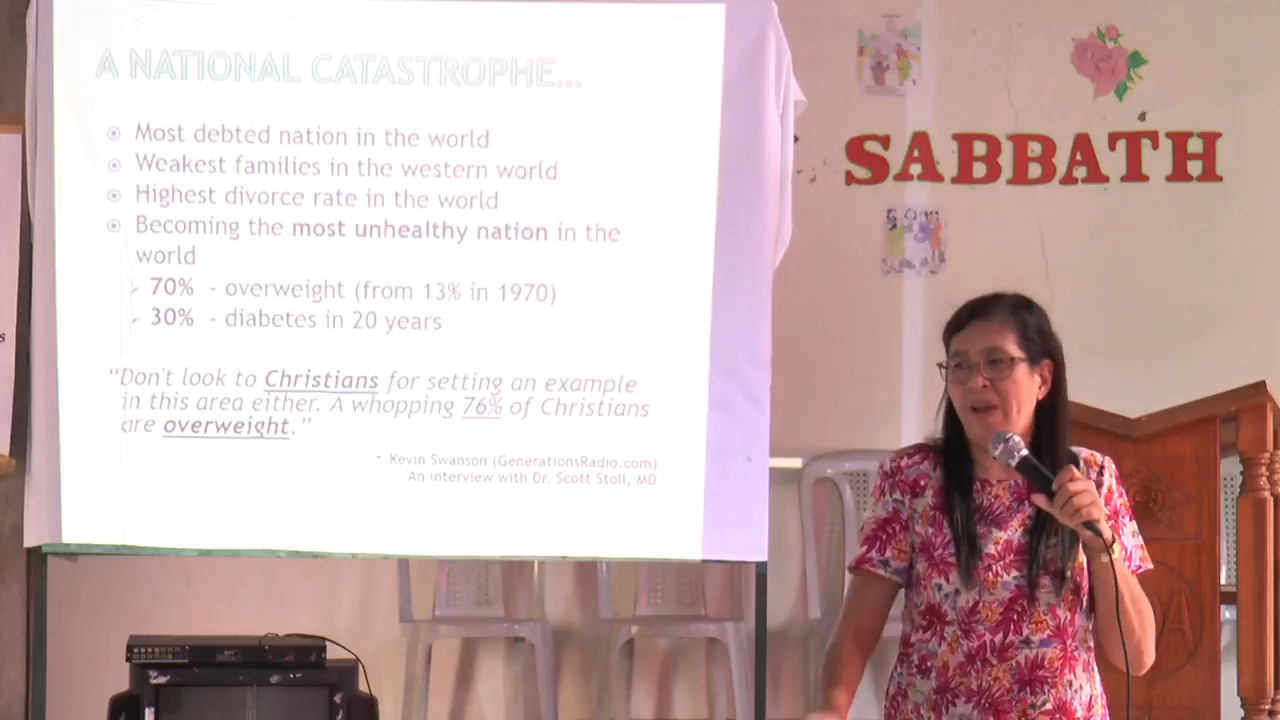 A NATIONAL CATASTROPHE...
Most debted nation in the world
Weakest families in the western world
Highest divorce rate in the world
Becoming the most unhealthy nation in the
world
70% - overweight (from 13% in 1970)
30% - diabetes in 20 years
“Don't look to Christians for setting an example
in this area either. A whopping 76% of Christians
are overweight.”
- Kevin Swanson (GenerationsRadio.com)
An interview with Dr. Scott Stoll, MD
SABBATH